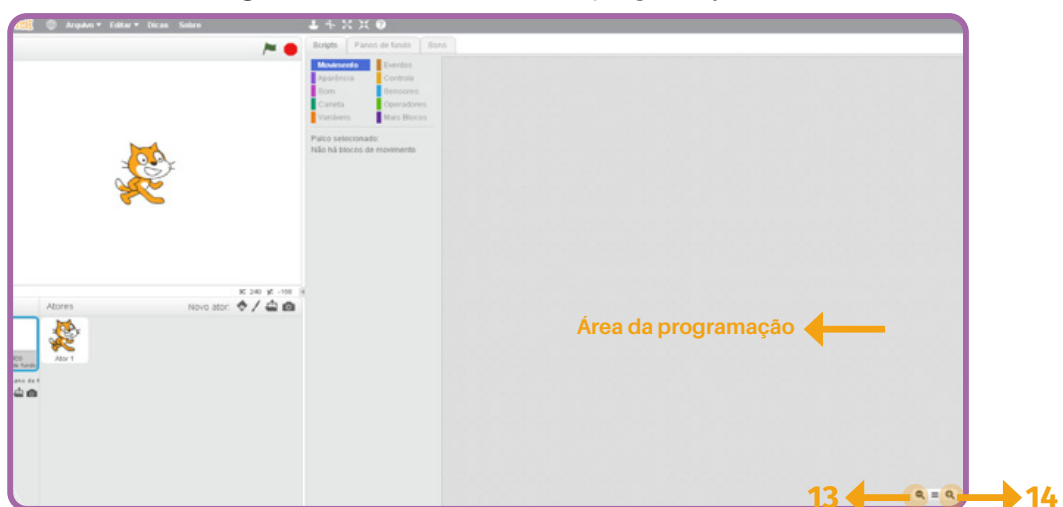 Arquivo Editar Dicas Sobre
Scripts Panos de fundo Sons
Movimento Eventos
Aparência Controle
Som Sensores
Caneta Operadores
Variáveis Mais Blocos
Palco selecionado:
Não há blocos de movimento
x: 240 y: -168
Atores Novo ator:
Ator 1
Área da programação
13 14